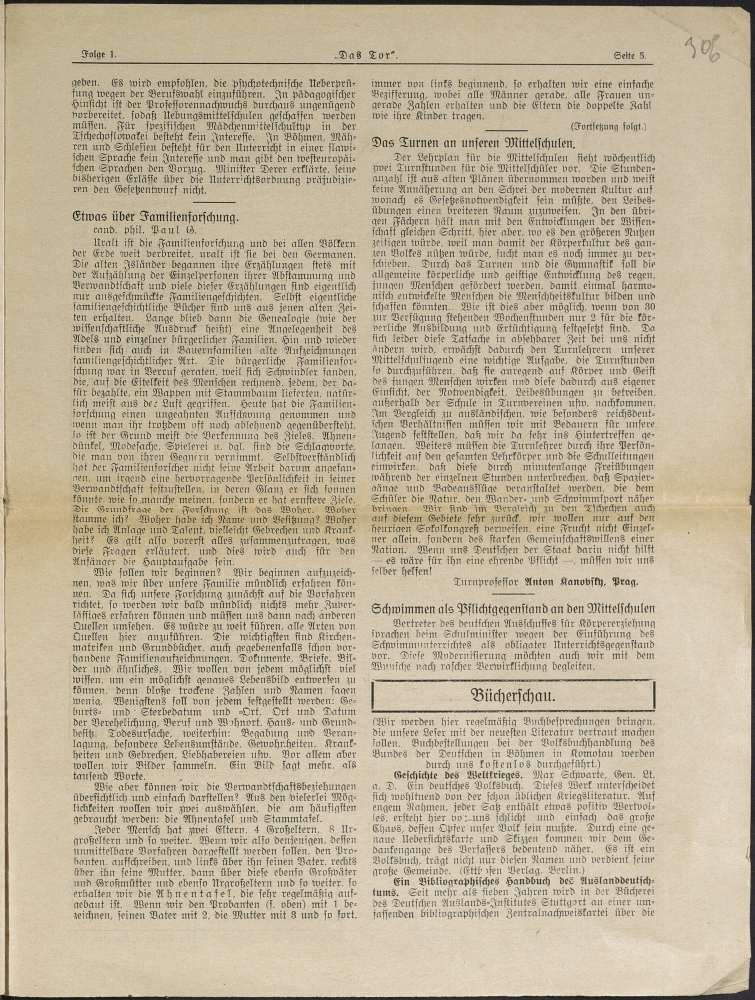 Folge 1.
„Das Tor“.
Seite 5.
306
geben. Es wird empfohlen, die psychotechnische Ueberprü-
fung wegen der Berufswahl einzuführen. In pädagogischer
Hinsicht ist der Professorennachwuchs durchaus ungenügend
vorbereitet, sodaß Uebungsmittelschulen geschaffen werden
müssen. Für spezifischen Mädchenmittelschultyp in der
Tschechoslowakei besteht kein Interesse. In Böhmen, Mäh-
ren und Schlesien besteht für den Unterricht in einer slawi-
schen Sprache kein Interesse und man gibt den westeuropäi-
schen Sprachen den Vorzug. Minister Derer erklärte, seine
bisherigen Erlässe über die Unterrichtsordnung präjudizie-
ren den Gesetzentwurf nicht.
Etwas über Familienforschung.
cand. phil. Paul G.
Uralt ist die Familienforschung und bei allen Völkern
der Erde weit verbreitet, uralt ist sie bei den Germanen.
Die alten Isländer begannen ihre Erzählungen stets mit
der Aufzählung der Einzelpersonen ihrer Abstammung und
Verwandtschaft und viele dieser Erzählungen sind eigentlich
nur ausgeschmückte Familiengeschichten. Selbst eigentliche
familiengeschichtliche Bücher sind uns aus jenen alten Zei-
ten erhalten. Lange blieb dann die Genealogie (wie der
wissenschaftliche Ausdruck heißt) eine Angelegenheit des
Adels und einzelner bürgerlicher Familien. Hin und wieder
finden sich auch in Bauernfamilien alte Aufzeichnungen
familiengeschichtlicher Art. Die bürgerliche Familienfor-
schung war in Verruf geraten, weil sich Schwindler fanden,
die, auf die Eitelkeit des Menschen rechnend, jedem, der da-
für bezahlte, ein Wappen mit Stammbaum lieferten, natür-
lich meist aus der Luft gegriffen. Heute hat die Familien-
forschung einen ungeahnten Aufschwung genommen und
wenn man ihr trotzdem oft noch ablehnend gegenübersteht,
so ist der Grund meist die Verkennung des Zieles. Ahnen-
dünkel, Modesache, Spielerei u. dgl. sind die Schlagworte,
die man von ihren Gegnern vernimmt. Selbstverständlich
hat der Familienforscher nicht seine Arbeit darum angefan-
gen, um irgend eine hervorragende Persönlichkeit in seiner
Verwandtschaft festzustellen, in deren Glanz er sich sonnen
könnte, wie so manche meinen, sondern er hat ernstere Ziele.
Die Grundfrage der Forschung ist das Woher. Woher
stamme ich? Woher habe ich Name und Besitzung? Woher
habe ich Anlage und Talent, vielleicht Gebrechen und Krank-
heit? Es gilt also vorerst alles zusammenzutragen, was
diese Fragen erläutert, und dies wird auch für den
Anfänger die Hauptaufgabe sein.
Wie sollen wir beginnen? Wir beginnen aufzuzeich-
nen, was wir über unsere Familie mündlich erfahren kön-
nen. Da sich unsere Forschung zunächst auf die Vorfahren
richtet, so werden wir bald mündlich nichts mehr Zuver-
lässiges erfahren können und müssen uns dann nach anderen
Quellen umsehen. Es würde zu weit führen, alle Arten von
Quellen hier anzuführen. Die wichtigsten sind Kirchen-
matriken und Grundbücher, auch gegebenenfalls schon vor-
handene Familienaufzeichnungen, Dokumente, Briefe, Bil-
der und ähnliches. Wir wollen von jedem möglichst viel
wissen, um ein möglichst genaues Lebensbild entwerfen zu
können, denn bloße trockene Zahlen und Namen sagen
wenig. Wenigstens soll von jedem festgestellt werden: Ge-
burts- und Sterbedatum und =Ort, Ort und Datum
der Verehelichung, Beruf und Wohnort, Haus- und Grund-
besitz, Todesursache, weiterhin: Begabung und Veran-
lagung, besondere Lebensumstände, Gewohnheiten, Krank-
heiten und Gebrechen, Liebhabereien usw. Vor allem aber
wollen wir Bilder sammeln. Ein Bild sagt mehr, als
tausend Worte.
Wie aber können wir die Verwandtschaftsbeziehungen
übersichtlich und einfach darstellen? Aus den vielerlei Mög-
lichkeiten wollen wir zwei auswählen, die am häufigsten
gebraucht werden: die Ahnentafel und Stammtafel.
Jeder Mensch hat zwei Eltern, 4 Großeltern, 8 Ur-
großeltern und so weiter. Wenn wir also denjenigen, dessen
unmittelbare Vorfahren dargestellt werden sollen, den Pro-
banten, aufschreiben, und links über ihn seinen Vater, rechts
über ihn seine Mutter, dann über diese ebenso Großväter
und Großmütter und ebenso Urgroßeltern und so weiter, so
erhalten wir die Ahnentafel, die sehr regelmäßig auf-
gebaut ist. Wenn wir den Probanten (s. oben) mit 1 be-
zeichnen, seinen Vater mit 2, die Mutter mit 3 und so fort,
immer von links beginnend, so erhalten wir eine einfache
Bezifferung, wobei alle Männer gerade, alle Frauen un-
gerade Zahlen erhalten und die Eltern die doppelte Zahl
wie ihre Kinder tragen.
(Fortsetzung folgt.)
Das Turnen an unseren Mittelschulen.
Der Lehrplan für die Mittelschulen sieht wöchentlich
zwei Turnstunden für die Mittelschüler vor. Die Stunden-
anzahl ist aus alten Plänen übernommen worden und weist
keine Annäherung an den Schrei der modernen Kultur auf
wonach es Gesetzesnotwendigkeit sein müßte, den Leibes-
übungen einen breiteren Raum zuzuweisen. In den übri-
gen Fächern hält man mit den Entwicklungen der Wissen-
schaft gleichen Schritt, hier aber, wo es den größeren Nutzen
zeitigen würde, weil man damit der Körperkultur des gan-
zen Volkes nützen würde, sucht man es noch immer zu ver-
schieben. Durch das Turnen und die Gymnastik soll die
allgemeine körperliche und geistige Entwicklung des regen,
jungen Menschen gefördert werden, damit einmal harmo-
nisch entwickelte Menschen die Menschheitskultur bilden und
schaffen könnten. Wie ist dies aber möglich, wenn von 30
zur Verfügung stehenden Wochenstunden nur 2 für die kör-
perliche Ausbildung und Ertüchtigung festgesetzt sind. Da
sich leider diese Tatsache in absehbarer Zeit bei uns nicht
ändern wird, erwächst dadurch den Turnlehrern unserer
Mittelschuljugend eine wichtige Aufgabe, die Turnstunden
so durchzuführen, daß sie anregend auf Körper und Geist
des jungen Menschen wirken und diese dadurch aus eigener
Einsicht, der Notwendigkeit, Leibesübungen zu betreiben,
außerhalb der Schule in Turnvereinen usw. nachkommen.
Im Vergleich zu ausländischen, wie besonders reichsdeut-
schen Verhältnissen müssen wir mit Bedauern für unsere
Jugend feststellen, daß wir da sehr ins Hintertreffen ge-
langen. Weiters müssen die Turnlehrer durch ihre Persön-
lichkeit auf den gesamten Lehrkörper und die Schulleitungen
einwirken, daß diese durch minutenlange Freiübungen
während der einzelnen Stunden unterbrechen, daß Spazier-
gänge und Badeausflüge veranstaltet werden, die dem
Schüler die Natur, den Wander- und Schwimmsport näher
bringen. Wir sind im Vergleich zu den Tschechen auch
auf diesem Gebiete sehr zurück, wir wollen nur auf den
heurigen Sokolkongreß verweisen, eine Frucht nicht Einzel-
ner allein, sondern des starken Gemeinschaftswillens einer
Nation. Wenn uns Deutschen der Staat darin nicht hilft
— es wäre für ihn eine ehrende Pflicht —, müssen wir uns
selber helfen!
Turnprofessor Anton Kanovsky, Prag.
Schwimmen als Pflichtgegenstand an den Mittelschulen
Vertreter des deutschen Ausschusses für Körpererziehung
sprachen beim Schulminister wegen der Einführung des
Schwimmunterrichtes als obligater Unterrichtsgegenstand
vor. Diese Modernisierung möchten auch wir mit dem
Wunsche nach rascher Verwirklichung begleiten.
Bücherschau.
(Wir werden hier regelmäßig Buchbesprechungen bringen,
die unsere Leser mit der neuesten Literatur vertraut machen
sollen. Buchbestellungen bei der Volksbuchhandlung des
Bundes der Deutschen in Böhmen in Komotau werden
durch uns kostenlos durchgeführt.)
Geschichte des Weltkrieges. Max Schwarte, Gen. Lt.
a. D. Ein deutsches Volksbuch. Dieses Werk unterscheidet
sich wohltuend von der schon üblichen Kriegsliteratur. Auf
engem Rahmen, jeder Satz enthält etwas positiv Wertvol-
les, ersteht hier vor uns schlicht und einfach das große
Chaos, dessen Opfer unser Volk sein mußte. Durch eine ge-
naue Uebersichtskarte und Skizzen kommen wir dem Ge-
dankengange des Verfassers bedeutend näher. Es ist ein
Volksbuch, trägt nicht nur diesen Namen und verdient seine
große Gemeinde. (Etthofen Verlag, Berlin.)
Ein Bibliographisches Handbuch des Auslanddeutsch-
tums. Seit mehr als sieben Jahren wird in der Bücherei
des Deutschen Auslands-Institutes Stuttgart an einer um-
fassenden bibliographischen Zentralnachweiskartei über die